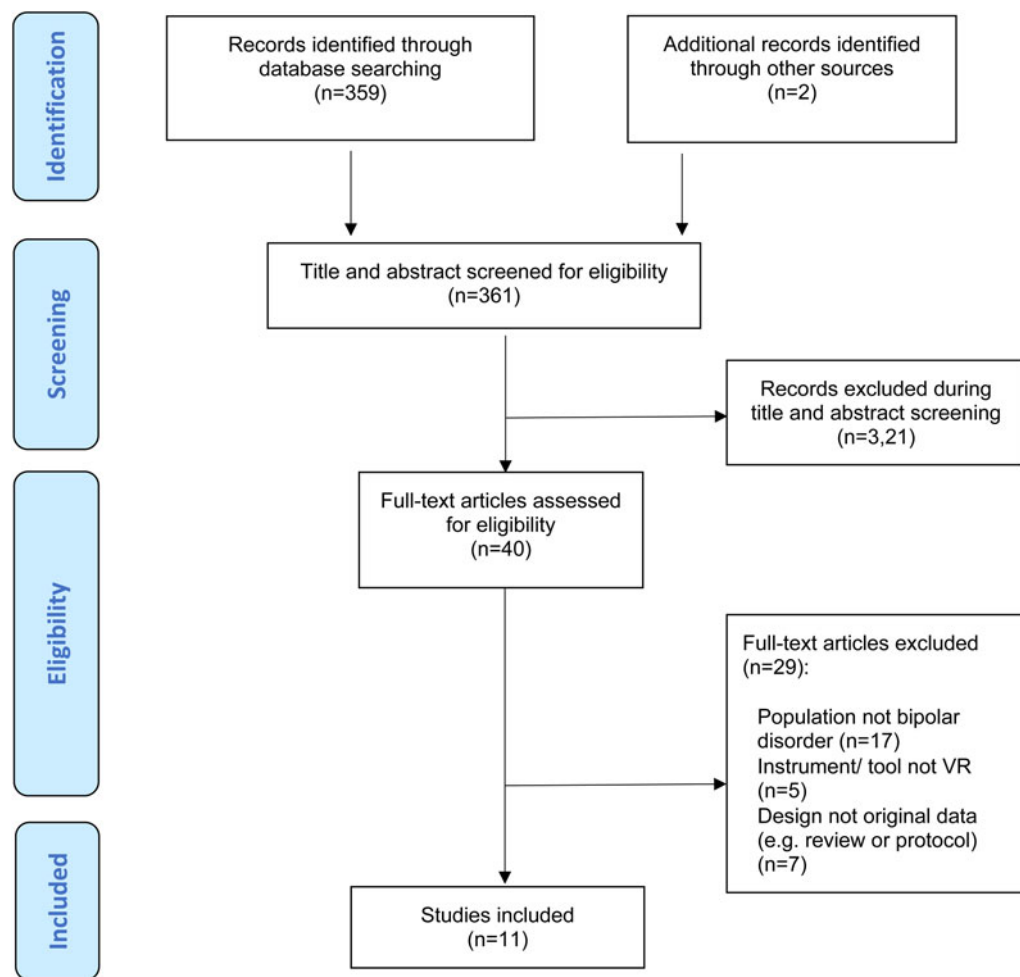 Identification
Records identified through
database searching
(n=359)
Additional records identified
through other sources
(n=2)
Screening
Title and abstract screened for eligibility
(n=361)
Records excluded during
title and abstract screening
(n=3,21)
Eligibility
Full-text articles assessed
for eligibility
(n=40)
Full-text articles excluded
(n=29):
Population not bipolar
disorder (n=17)
Instrument/ tool not VR
(n=5)
Design not original data
(e.g. review or protocol)
(n=7)
Included
Studies included
(n=11)